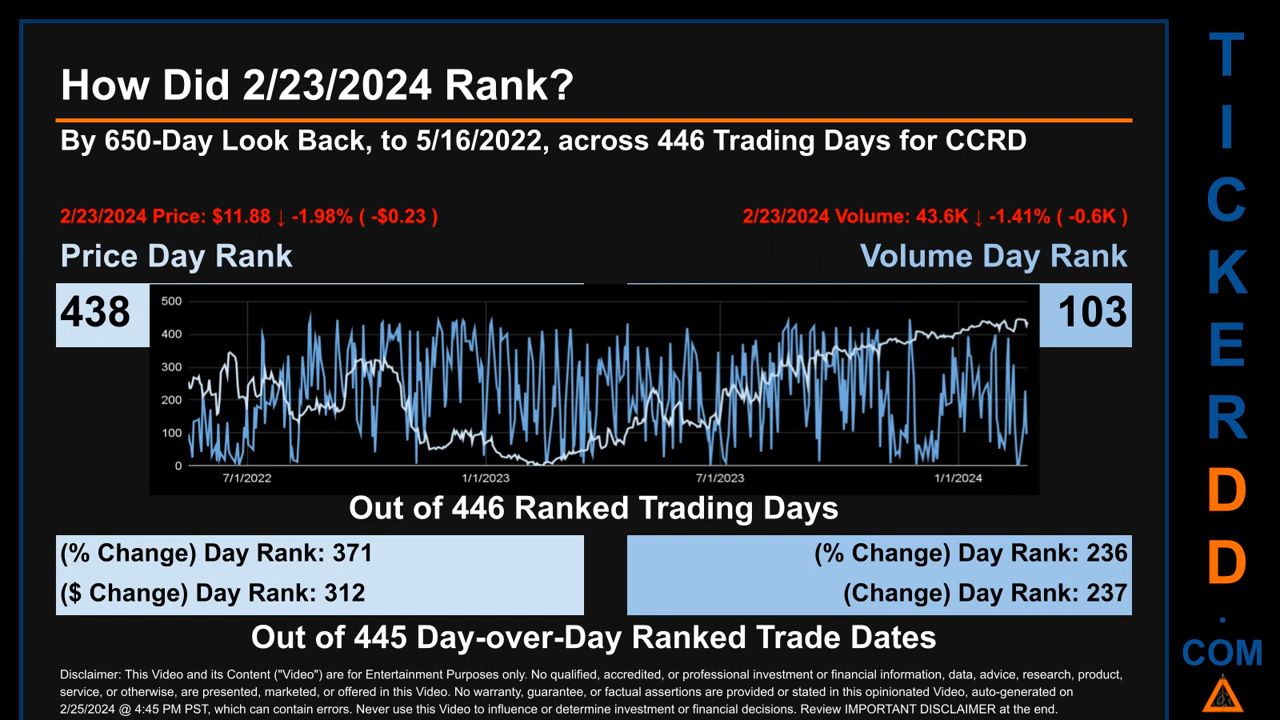 How Did 2/23/2024 Rank?
By 650-Day Look Back, to 5/16/2022, across 446 Trading Days for CCRD
2/23/2024 Price: $11.88 ↓ -1.98% ( -$0.23 )
2/23/2024 Volume: 43.6K ↓ -1.41% ( -0.6K )
Price Day Rank
Volume Day Rank
438
103
500
400
300
200
100
0
7/1/2022
1/1/2023
7/1/2023
1/1/2024
Out of 446 Ranked Trading Days
(% Change) Day Rank: 371
($ Change) Day Rank: 312
(% Change) Day Rank: 236
(Change) Day Rank: 237
Out of 445 Day-over-Day Ranked Trade Dates
Disclaimer: This Video and its Content ("Video") are for Entertainment Purposes only. No qualified, accredited, or professional investment or financial information, data, advice, research, product,
service, or otherwise, are presented, marketed, or offered in this Video. No warranty, guarantee, or factual assertions are provided or stated in this opinionated Video, auto-generated on
2/25/2024 @ 4:45 PM PST, which can contain errors. Never use this Video to influence or determine investment or financial decisions. Review IMPORTANT DISCLAIMER at the end.
T
I
C
K
E
R
D
D
.
COM